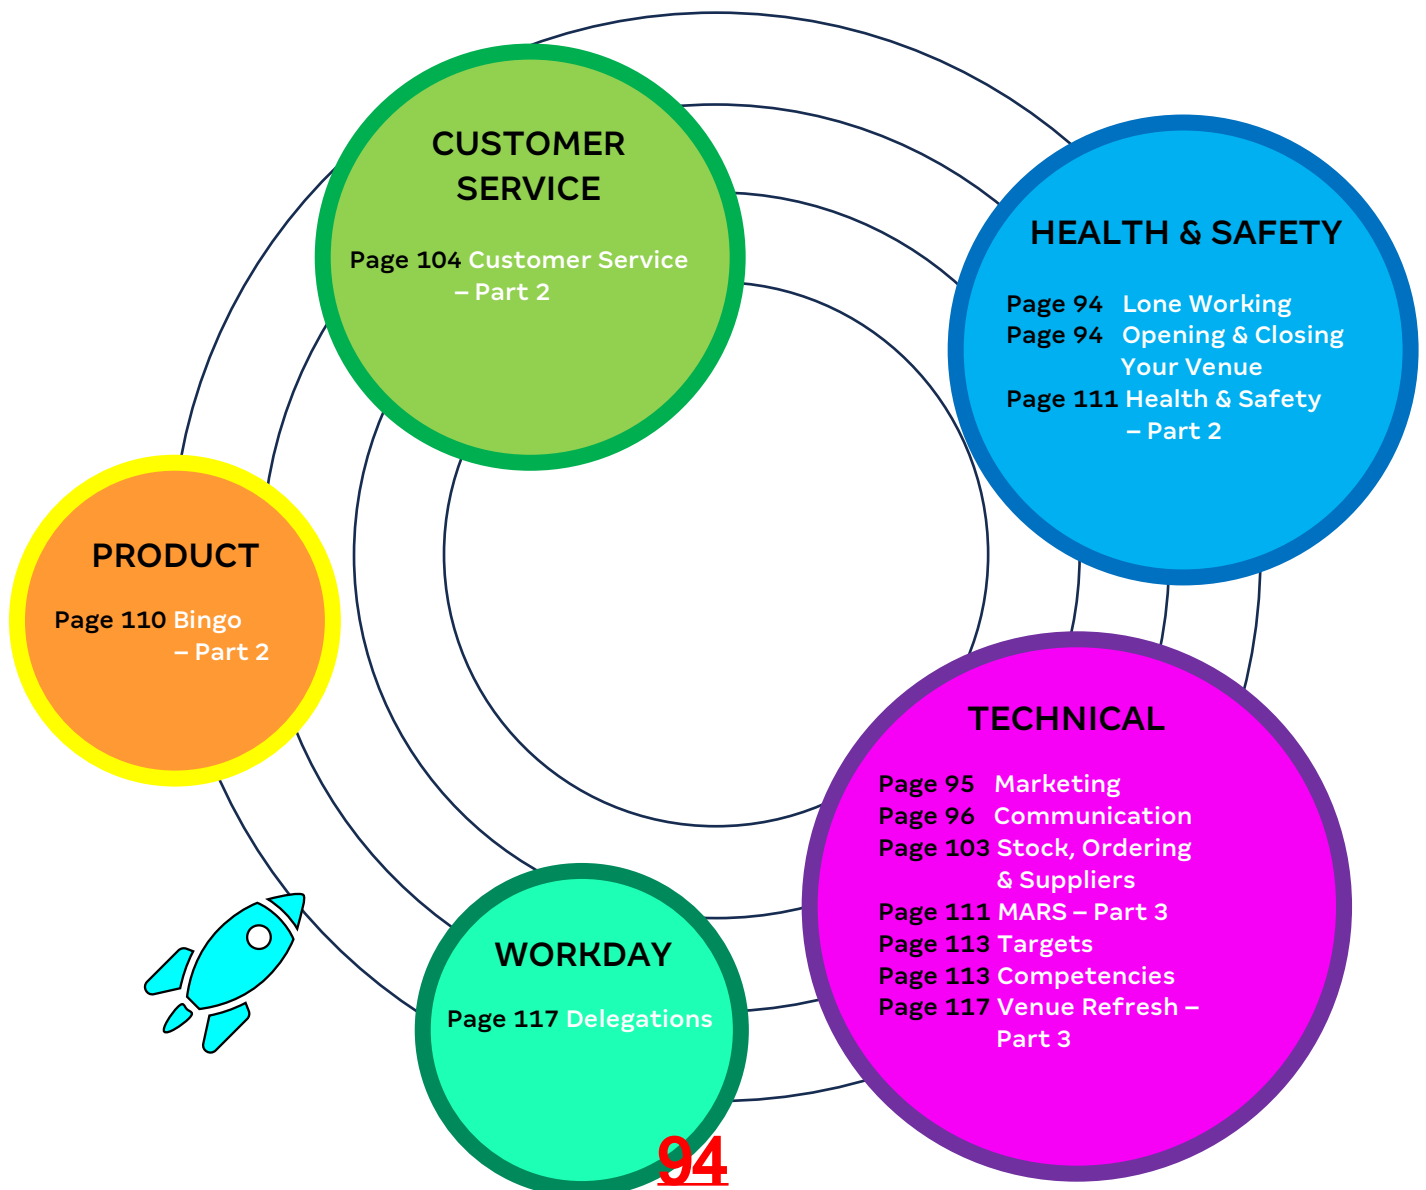 CUSTOMER
SERVICE
Page 104 Customer Service
– Part 2
HEALTH & SAFETY
Page 94 Lone Working
Page 94 Opening & Closing
Your Venue
Page 111 Health & Safety
– Part 2
PRODUCT
Page 110 Bingo
– Part 2
TECHNICAL
Page 95 Marketing
Page 96 Communication
Page 103 Stock, Ordering
& Suppliers
Page 111 MARS – Part 3
Page 113 Targets
Page 113 Competencies
Page 117 Venue Refresh –
Part 3
WORKDAY
Page 117 Delegations
94